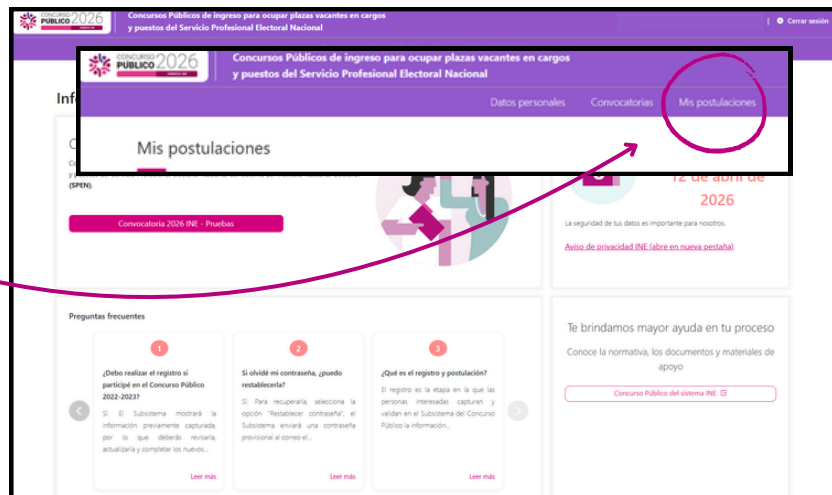 CONCURSO
PÚBLICO 2026
Concursos Públicos de ingreso para ocupar plazas vacantes en cargos
y puestos del Servicio Profesional Electoral Nacional
Cerrar sesión
CONCURSO
PÚBLICO 2026
Concursos Públicos de ingreso para ocupar plazas vacantes en cargos
y puestos del Servicio Profesional Electoral Nacional
Datos personales
Convocatorias
Mis postulaciones
Mis postulaciones
(SPEN).
Convocatoria 2026 INE - Pruebas
12 de abril de
2026
La seguridad de tus datos es importante para nosotros.
Aviso de privacidad INE (abre en nueva pestaña)
Preguntas frecuentes
1
¿Debo realizar el registro si
participé en el Concurso Público
2022-2023?
Sí. El Subsistema mostrará la
información previamente capturada,
por lo que deberás revisarla,
actualizarla y completar los nuevos...
Leer más
2
Si olvidé mi contraseña, ¿puedo
restablecerla?
Sí. Para recuperarla, selecciona la
opción "Restablecer contraseña", el
Subsistema enviará una contraseña
provisional al correo el...
Leer más
3
¿Qué es el registro y postulación?
El registro es la etapa en la que las
personas interesadas capturan y
validan en el Subsistema del Concurso
Público la información...
Leer más
Te brindamos mayor ayuda en tu proceso
Conoce la normativa, los documentos y materiales de
apoyo
Concurso Público del sistema INE